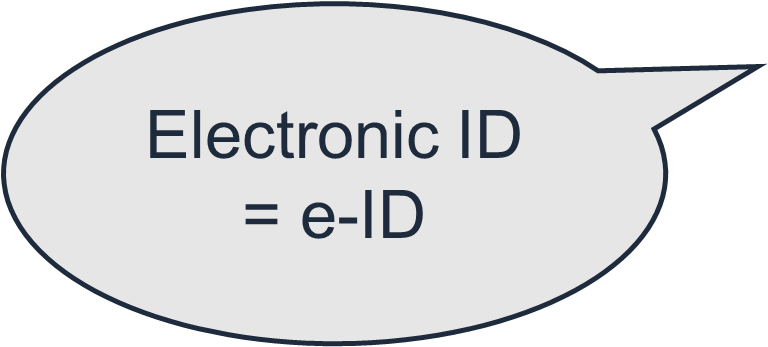 Electronic ID
= e-ID